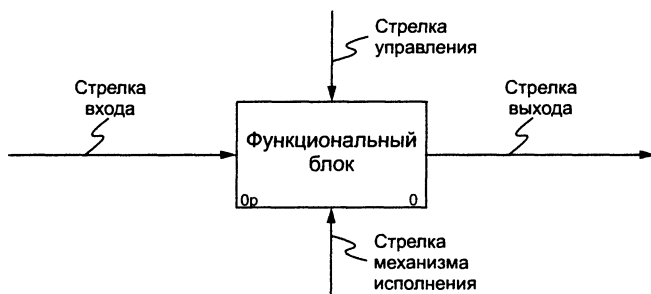 Стрелка
управления
Стрелка
входа
Стрелка
выхода
Функциональный
блок
0р 0
Стрелка
механизма
исполнения